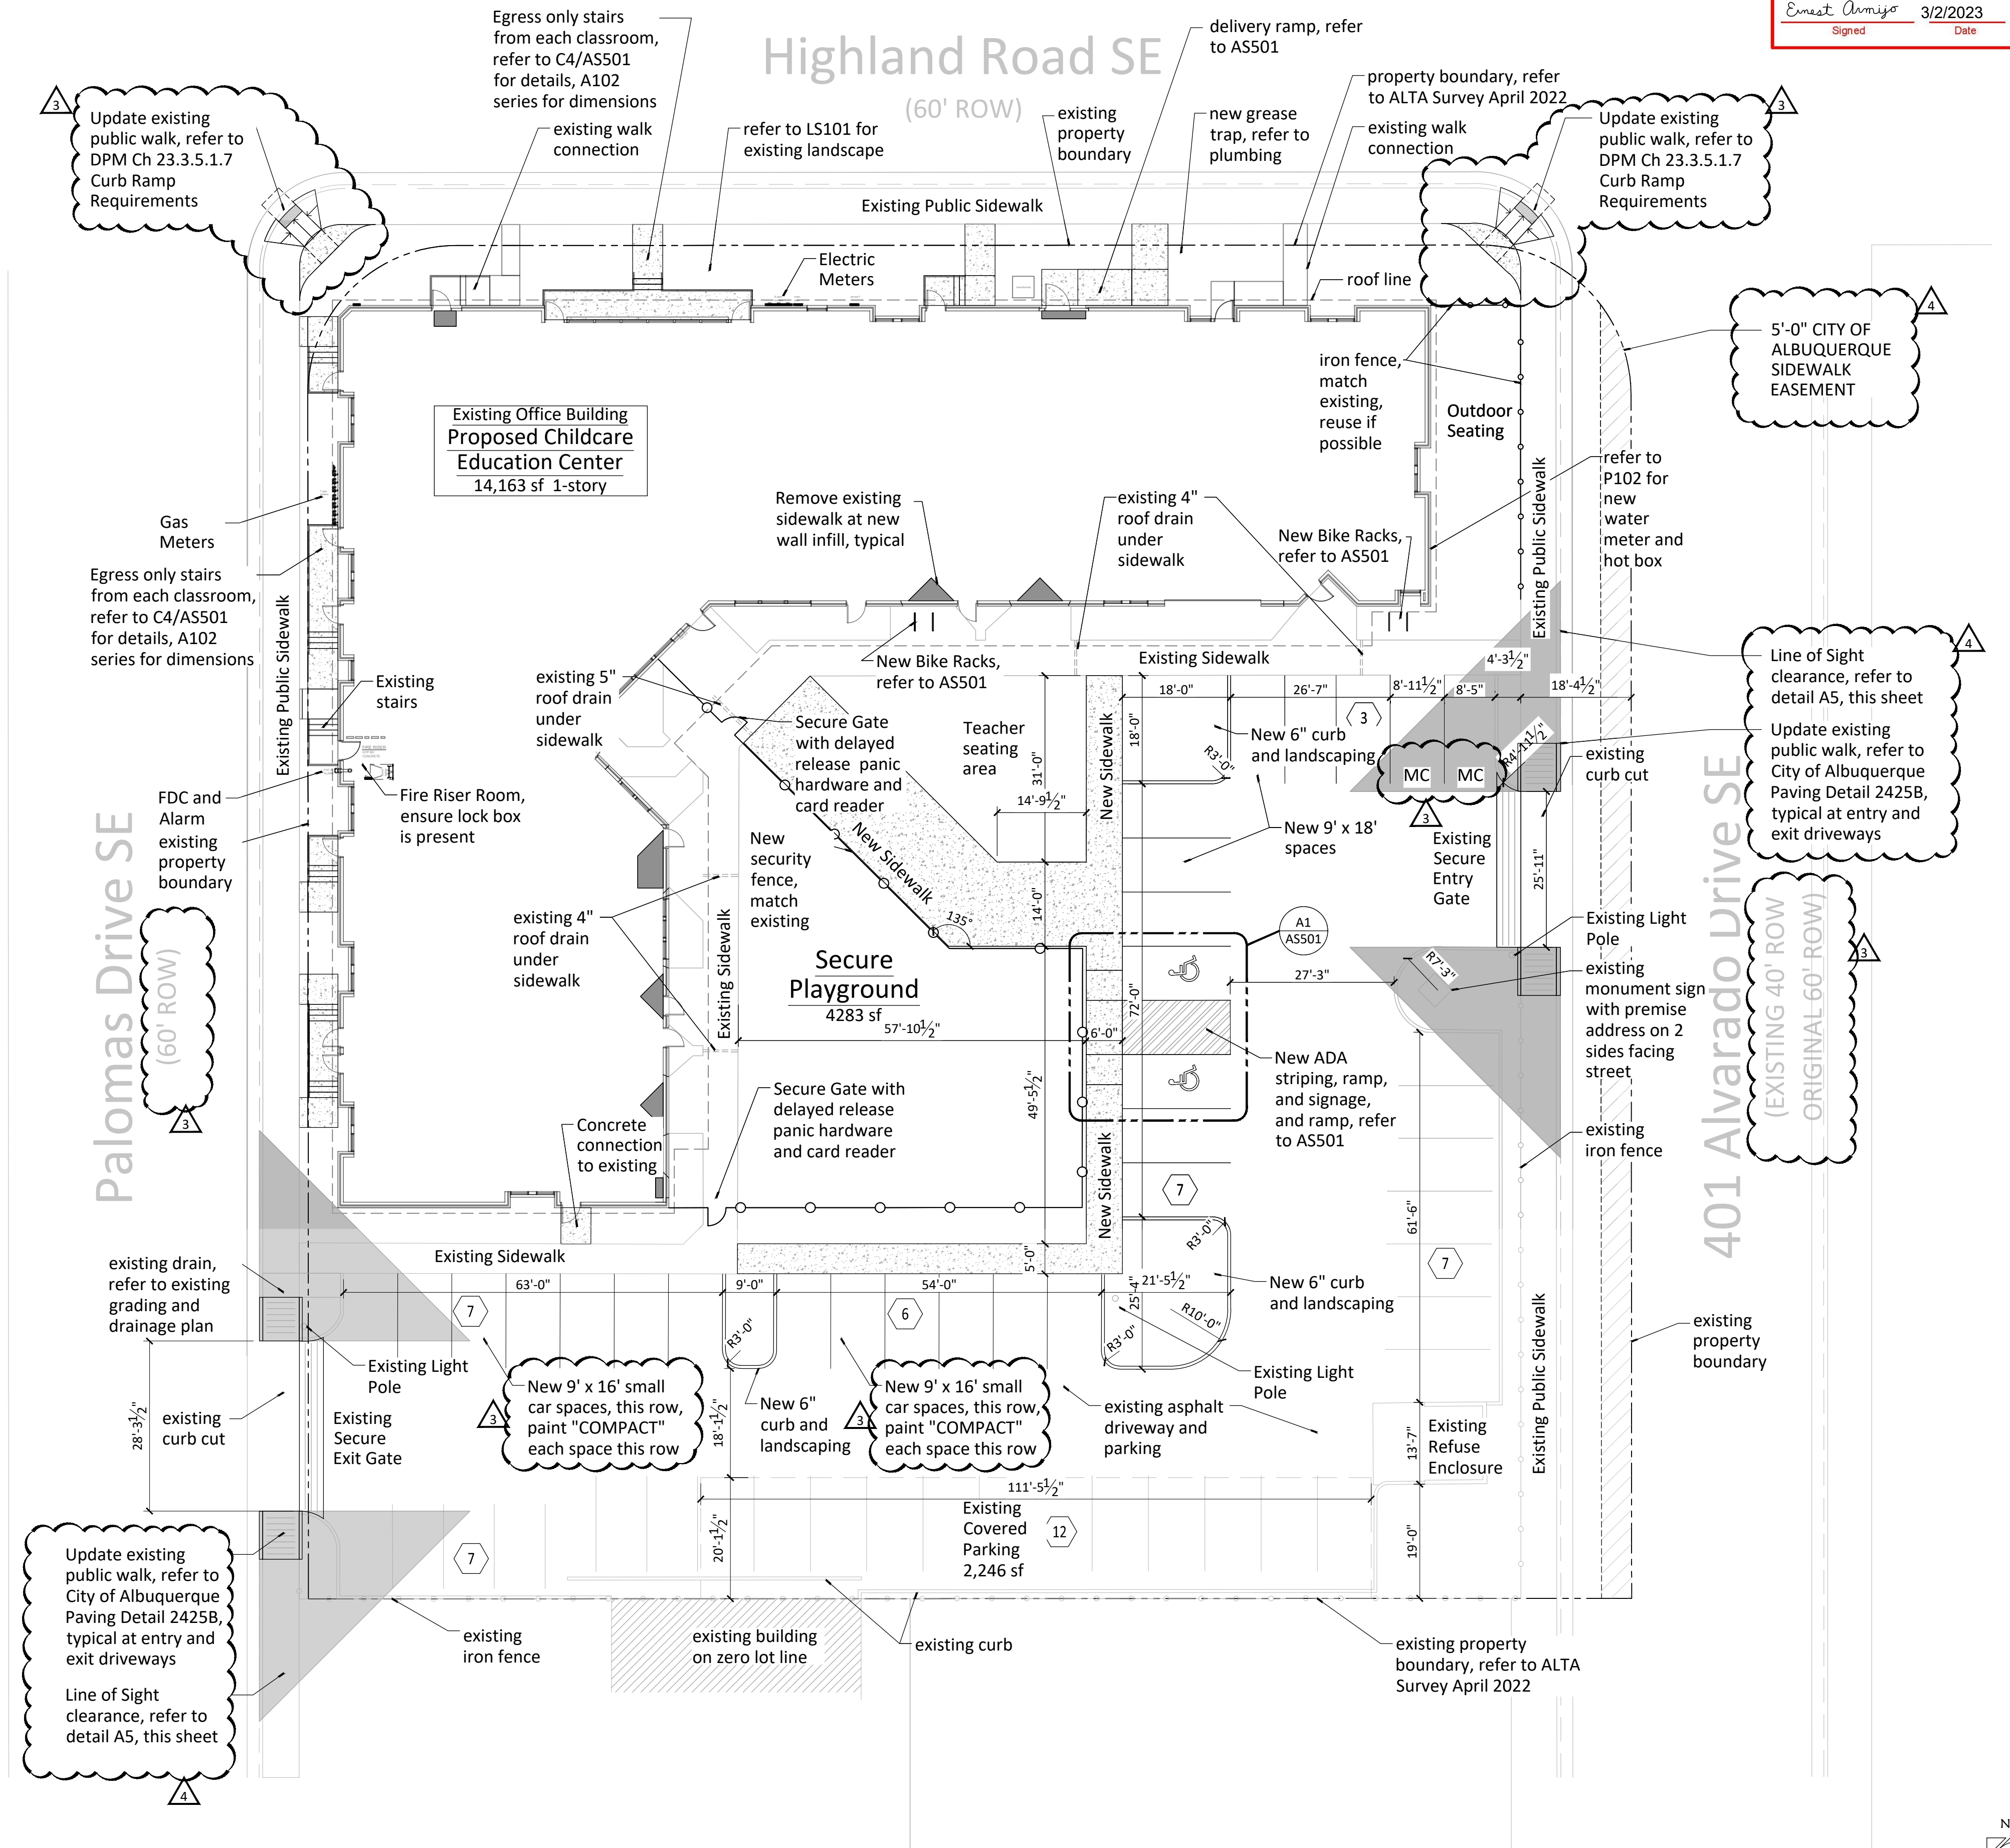 Ernest Armijo 3/2/2023
Signed Date
Highland Road SE
(60' ROW)
Egress only stairs
from each classroom,
refer to C4/AS501
for details, A102
series for dimensions
delivery ramp, refer
to AS501
property boundary, refer
to ALTA Survey April 2022
3
Update existing
public walk, refer to
DPM Ch 23.3.5.1.7
Curb Ramp
Requirements
existing walk
connection
refer to LS101 for
existing landscape
existing
property
boundary
new grease
trap, refer to
plumbing
existing walk
connection
3
Update existing
public walk, refer to
DPM Ch 23.3.5.1.7
Curb Ramp
Requirements
Existing Public Sidewalk
Electric
Meters
roof line
4
5'-0" CITY OF
ALBUQUERQUE
SIDEWALK
EASEMENT
iron fence,
match
existing,
reuse if
possible
Outdoor
Seating
Existing Office Building
Proposed Childcare
Education Center
14,163 sf 1-story
refer to
P102 for
new
water
meter and
hot box
Existing Public Sidewalk
Gas
Meters
Remove existing
sidewalk at new
wall infill, typical
existing 4"
roof drain
under
sidewalk
New Bike Racks,
refer to AS501
Egress only stairs
from each classroom,
refer to C4/AS501
for details, A102
series for dimensions
Existing Public Sidewalk
Existing
stairs
existing 5"
roof drain
under
sidewalk
New Bike Racks,
refer to AS501
Existing Sidewalk
4'-3½"
18'-0"
26'-7"
8'-11½"
8'-5"
18'-4½"
4
Line of Sight
clearance, refer to
detail A5, this sheet
Update existing
public walk, refer to
City of Albuquerque
Paving Detail 2425B,
typical at entry and
exit driveways
Secure Gate
with delayed
release panic
hardware and
card reader
Teacher
seating
area
31'-0"
14'-9½"
New Sidewalk
18'-0"
R3'-0"
New 6" curb
and landscaping
3
MC
MC
3
R4'-11½"
existing
curb cut
FDC and
Alarm
existing
property
boundary
Fire Riser Room,
ensure lock box
is present
New
security
fence,
match
existing
New Sidewalk
New 9' x 18'
spaces
Existing
Secure
Entry
Gate
25'-11"
Palomas Drive SE
(60' ROW)
3
401 Alvarado Drive SE
(EXISTING 40' ROW
ORIGINAL 60' ROW)
3
existing 4"
roof drain
under
sidewalk
Existing Sidewalk
135°
14'-0"
A1
AS501
Existing Light
Pole
Secure
Playground
4283 sf
57'-10½"
6'-0"
72'-0"
27'-3"
R7'-3"
existing
monument sign
with premise
address on 2
sides facing
street
New ADA
striping, ramp,
and signage,
and ramp, refer
to AS501
49'-5½"
Secure Gate with
delayed release
panic hardware
and card reader
Concrete
connection
to existing
New Sidewalk
7
existing
iron fence
61'-6"
7
existing drain,
refer to existing
grading and
drainage plan
Existing Sidewalk
5'-0"
R3'-0"
63'-0"
9'-0"
54'-0"
21'-5½"
25'-4"
New 6" curb
and landscaping
7
6
R3'-0"
R3'-0"
R10'-0"
Existing Public Sidewalk
existing
property
boundary
Existing Light
Pole
28'-3½"
existing
curb cut
Existing
Secure
Exit Gate
3
New 9' x 16' small
car spaces, this row,
paint "COMPACT"
each space this row
18'-1½"
New 6"
curb and
landscaping
3
New 9' x 16' small
car spaces, this row,
paint "COMPACT"
each space this row
Existing Light
Pole
existing asphalt
driveway and
parking
13'-7"
Existing
Refuse
Enclosure
111'-5½"
Existing
Covered
Parking
2,246 sf
12
7
20'-1½"
19'-0"
Update existing
public walk, refer to
City of Albuquerque
Paving Detail 2425B,
typical at entry and
exit driveways
Line of Sight
clearance, refer to
detail A5, this sheet
4
existing
iron fence
existing building
on zero lot line
existing curb
existing property
boundary, refer to ALTA
Survey April 2022
N